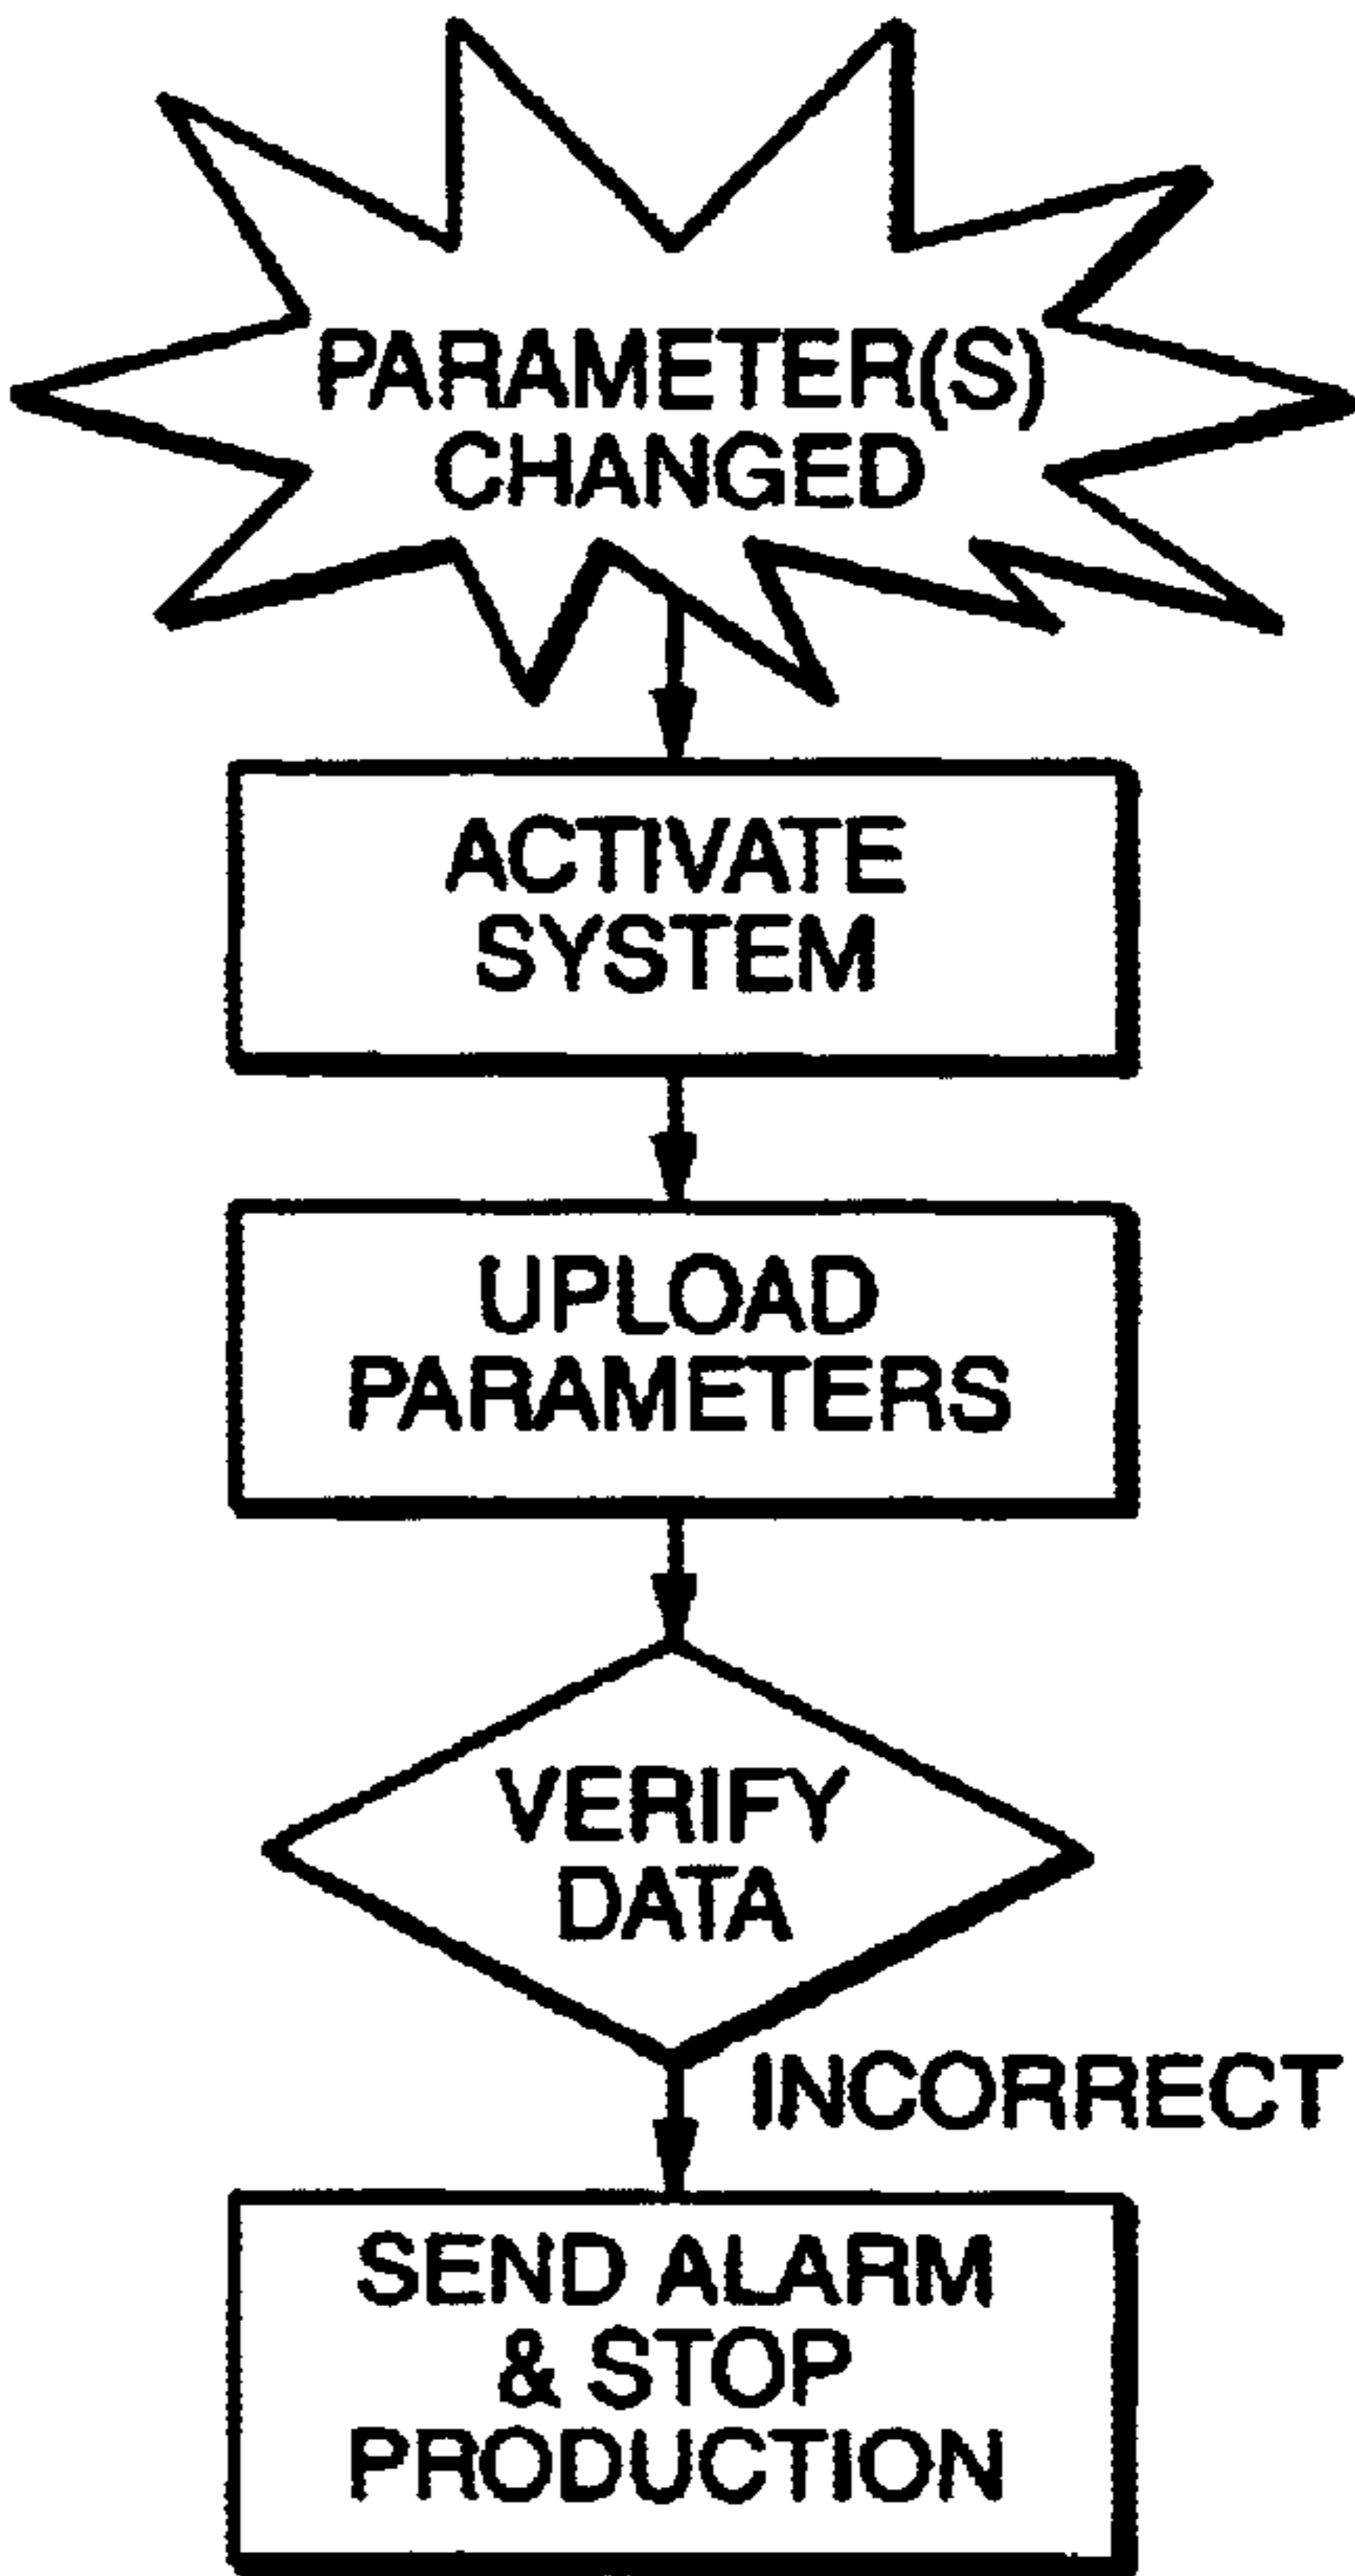 PARAMETER(S)
CHANGED
ACTIVATE
SYSTEM
UPLOAD
PARAMETERS
VERIFY
DATA
INCORRECT
SEND ALARM
& STOP
PRODUCTION